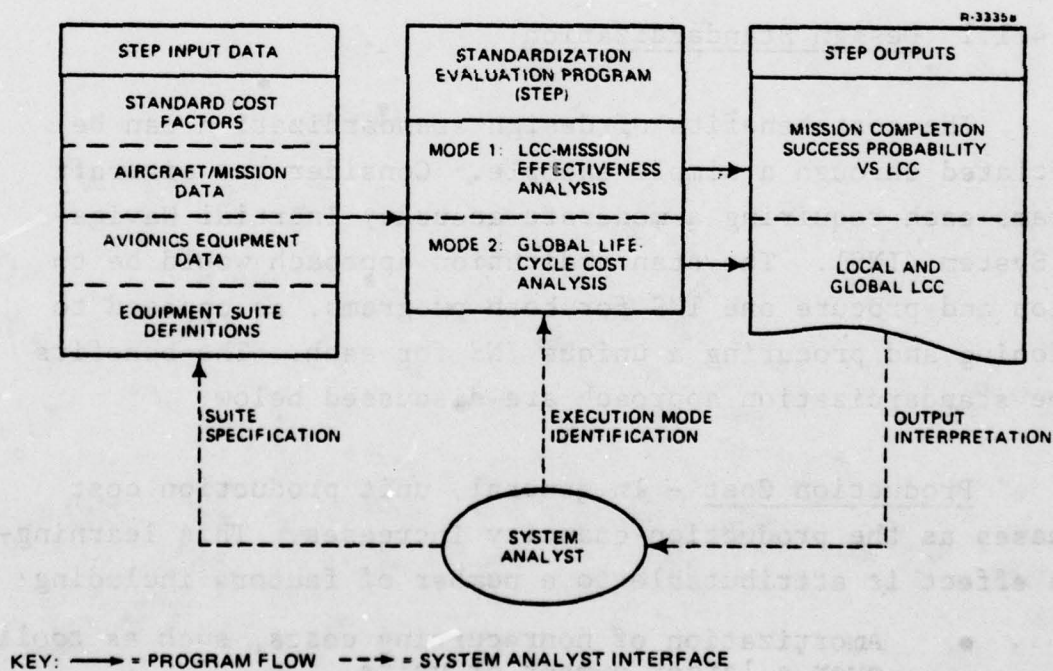 R-3335a
STEP INPUT DATA
STANDARD COST
FACTORS
AIRCRAFT/MISSION
DATA
AVIONICS EQUIPMENT
DATA
EQUIPMENT SUITE
DEFINITIONS
STANDARDIZATION
EVALUATION PROGRAM
(STEP)
MODE 1: LCC-MISSION
EFFECTIVENESS
ANALYSIS
MODE 2: GLOBAL LIFE-
CYCLE COST
ANALYSIS
STEP OUTPUTS
MISSION COMPLETION
SUCCESS PROBABILITY
VS LCC
LOCAL AND
GLOBAL LCC
SUITE
SPECIFICATION
EXECUTION MODE
IDENTIFICATION
OUTPUT
INTERPRETATION
SYSTEM
ANALYST
KEY: = PROGRAM FLOW = SYSTEM ANALYST INTERFACE